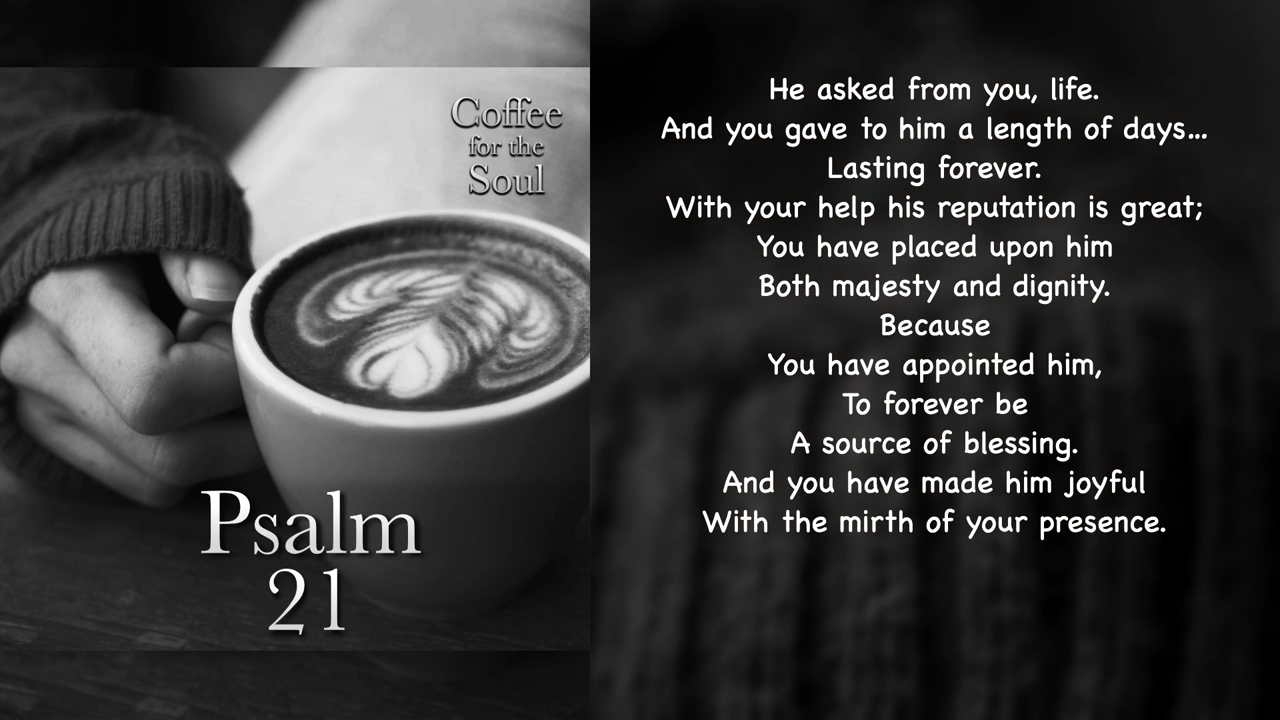 Coffee
for the
Soul
Psalm
21
He asked from you, life.
And you gave to him a length of days...
Lasting forever.
With your help his reputation is great;
You have placed upon him
Both majesty and dignity.
Because
You have appointed him,
To forever be
A source of blessing.
And you have made him joyful
With the mirth of your presence.